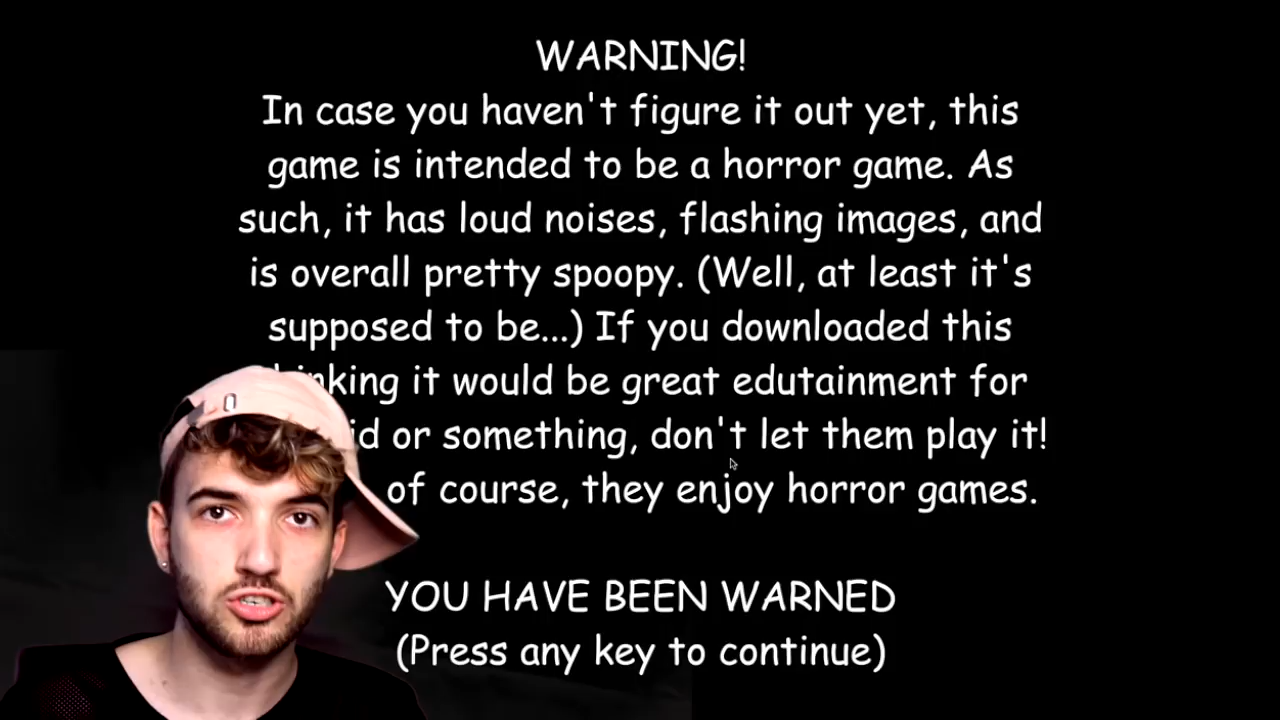 WARNING!
In case you haven't figure it out yet, this
game is intended to be a horror game. As
such, it has loud noises, flashing images, and
is overall pretty spoopy. (Well, at least it's
supposed to be...) If you downloaded this
it would be great edutainment for
or something, don't let them play it!
of course, they enjoy horror games.
YOU HAVE BEEN WARNED
(Press any key to continue)